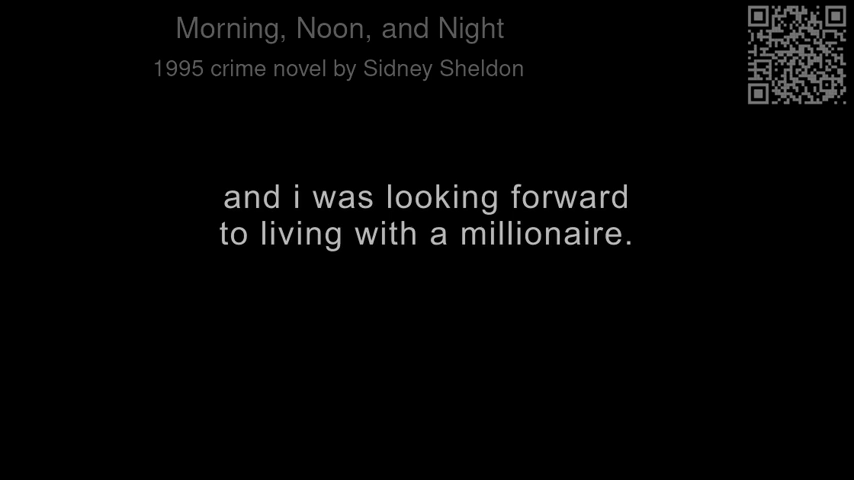 Morning, Noon, and Night
1995 crime novel by Sidney Sheldon
and i was looking forward
to living with a millionaire.